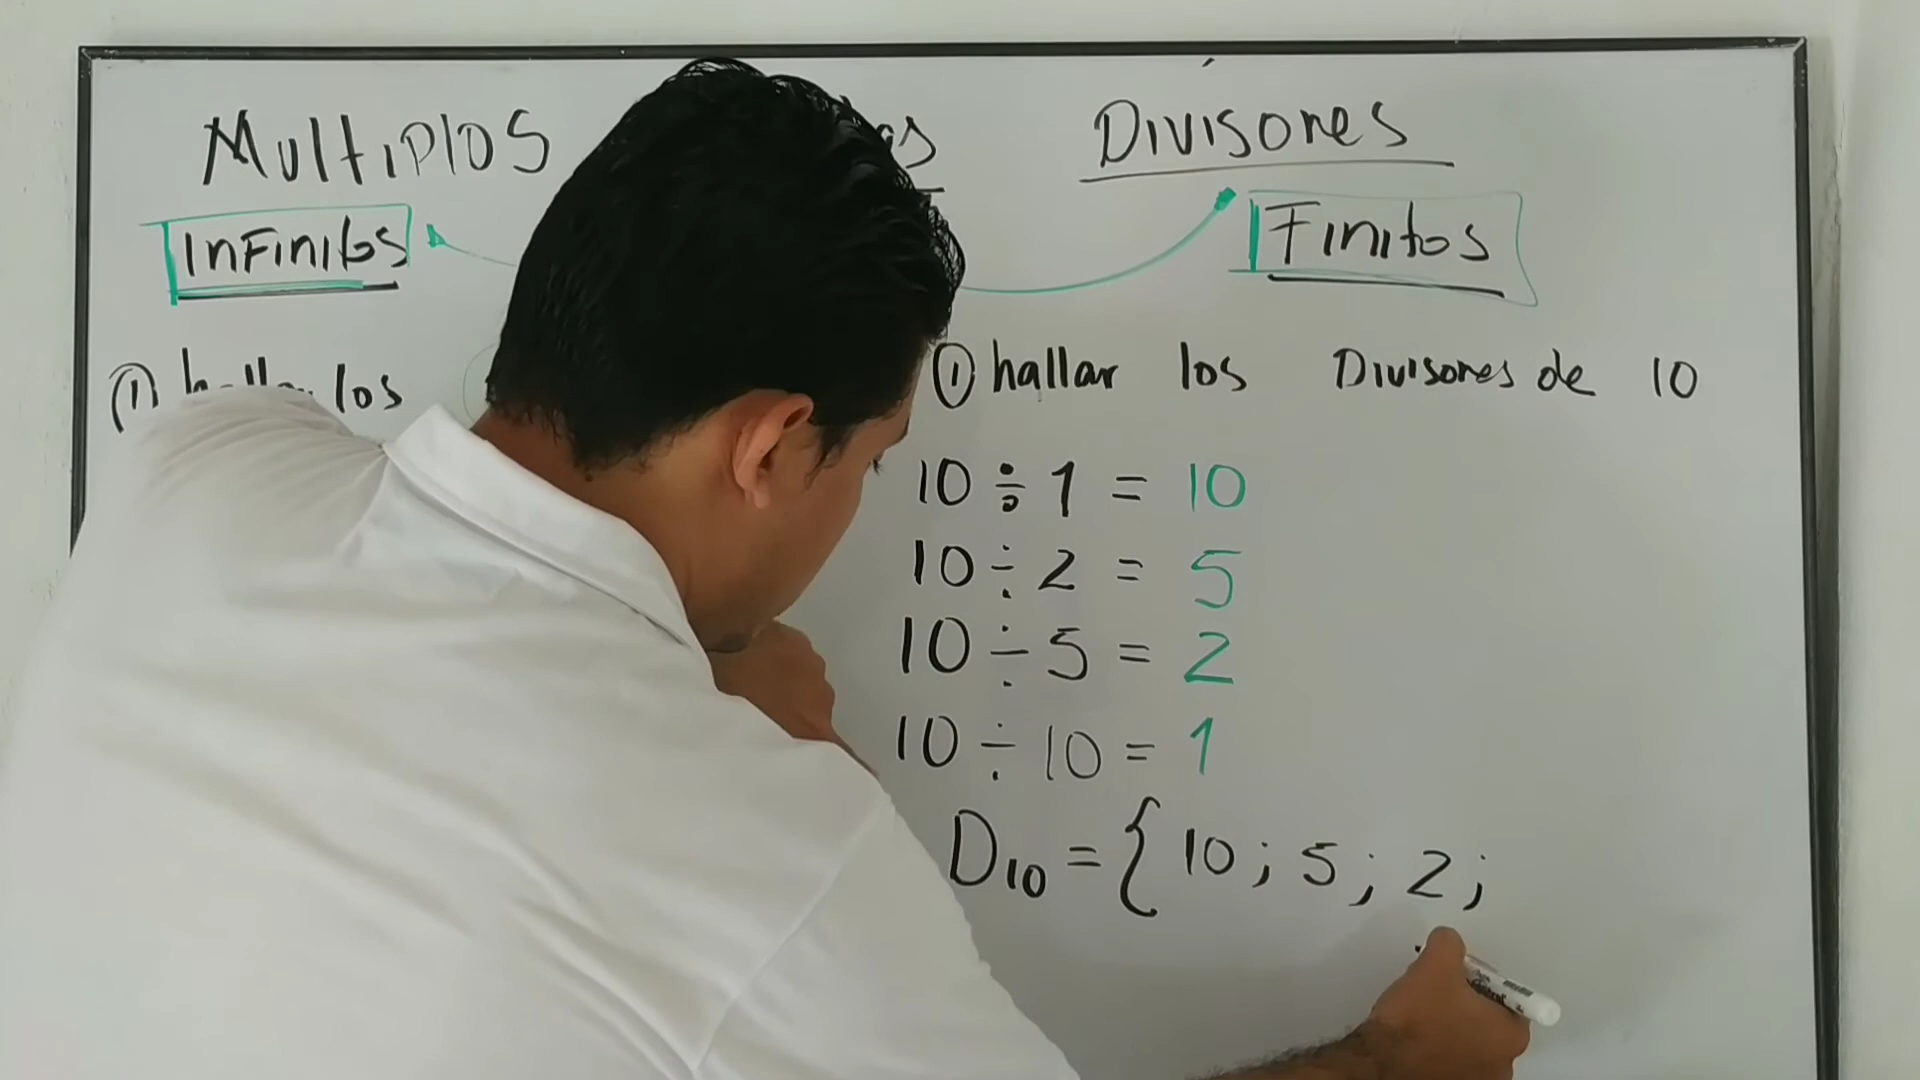 Multiplos Divisores
Infinitos Finitos
① hallar los
① hallar los Divisores de 10
10 ÷ 1 = 10
10 ÷ 2 = 5
10 ÷ 5 = 2
10 ÷ 10 = 1
D10 = { 10 ; 5 ; 2 ;